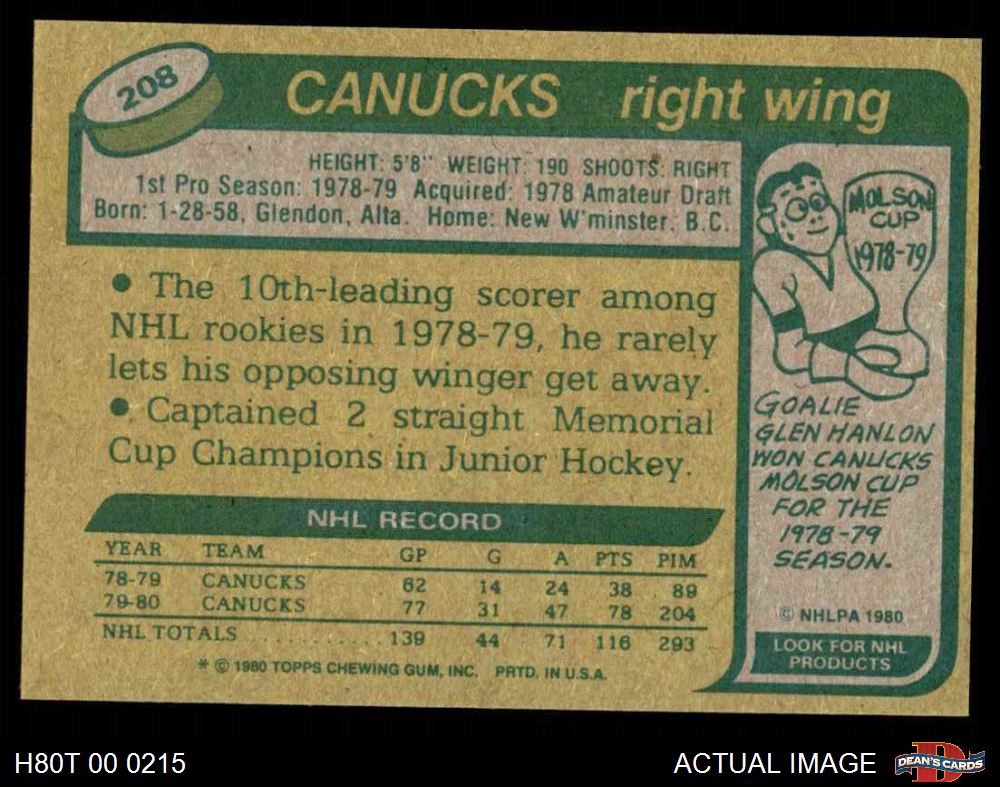 208
CANUCKS right wing
HEIGHT: 5'8" WEIGHT: 190 SHOOTS: RIGHT
1st Pro Season: 1978-79 Acquired: 1978 Amateur Draft
Born: 1-28-58, Glendon, Alta. Home: New W'minster, B.C.
• The 10th-leading scorer among
NHL rookies in 1978-79, he rarely
lets his opposing winger get away.
• Captained 2 straight Memorial
Cup Champions in Junior Hockey.
MOLSON
CUP
1978-79
GOALIE
GLEN HANLON
WON CANUCKS
MOLSON CUP
FOR THE
1978-79
SEASON.
© NHLPA 1980
LOOK FOR NHL
PRODUCTS
NHL RECORD
YEAR TEAM GP G A PTS PIM
78-79 CANUCKS 62 14 24 38 89
79-80 CANUCKS 77 31 47 78 204
NHL TOTALS .......... 139 44 71 116 293
* © 1980 TOPPS CHEWING GUM, INC. PRTD. IN U.S.A.
H80T 00 0215
ACTUAL IMAGE
D
DEAN'S CARDS